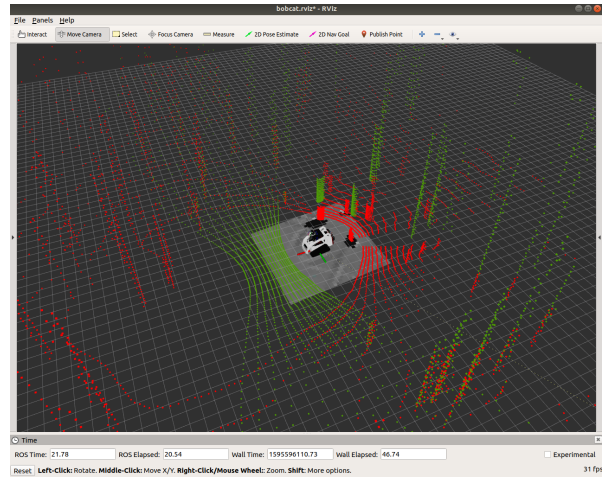 bobcat.rviz* - RViz
File Panels Help
Interact Move Camera Select Focus Camera Measure 2D Pose Estimate 2D Nav Goal Publish Point
Time
ROS Time: 21.78 ROS Elapsed: 20.54 Wall Time: 1595596110.73 Wall Elapsed: 46.74 Experimental
Reset Left-Click: Rotate. Middle-Click: Move X/Y. Right-Click/Mouse Wheel:: Zoom. Shift: More options. 31 fps